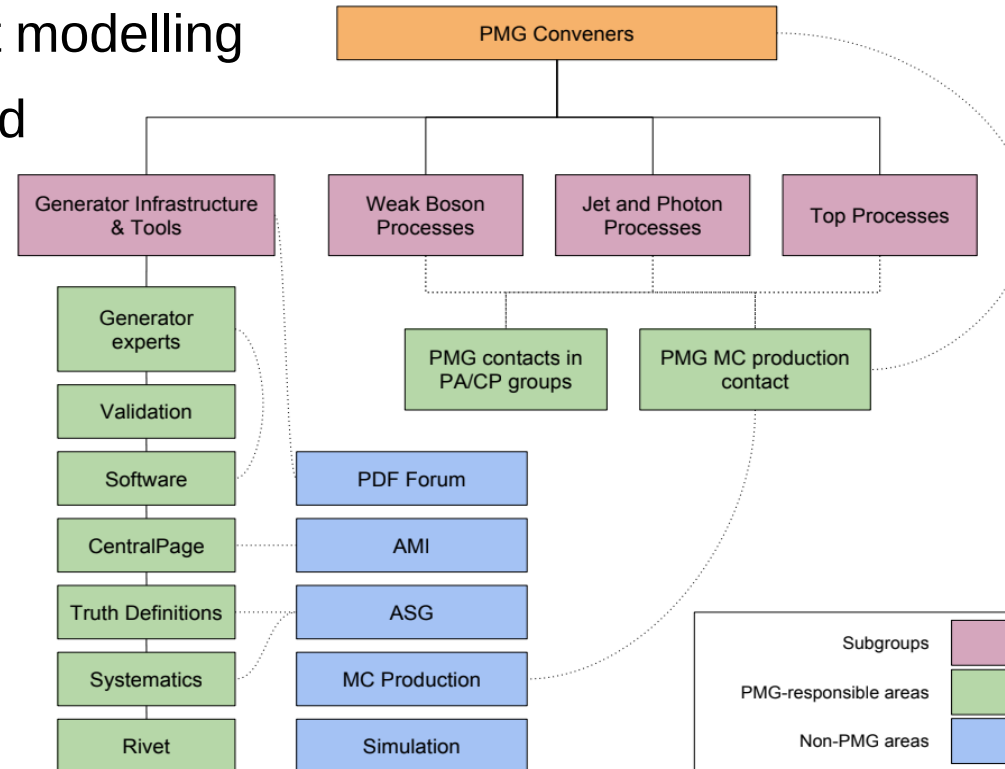 modelling
PMG Conveners
Generator Infrastructure
& Tools
Weak Boson
Processes
Jet and Photon
Processes
Top Processes
Generator
experts
PMG contacts in
PA/CP groups
PMG MC production
contact
Validation
Software
PDF Forum
CentralPage
AMI
Truth Definitions
ASG
Systematics
MC Production
Rivet
Simulation
Subgroups
PMG-responsible areas
Non-PMG areas